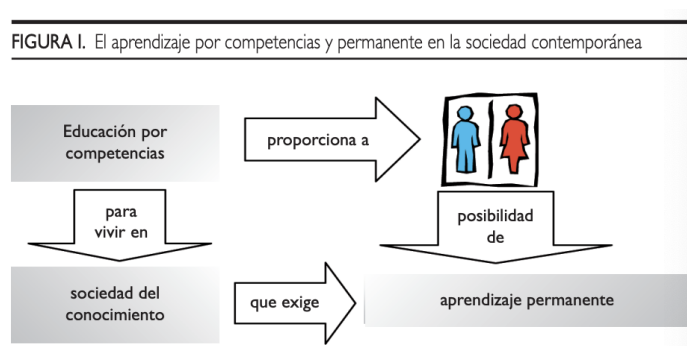 FIGURA I. El aprendizaje por competencias y permanente en la sociedad contemporánea
Educación por
competencias
proporciona a
para
vivir en
posibilidad
de
sociedad del
conocimiento
que exige
aprendizaje permanente